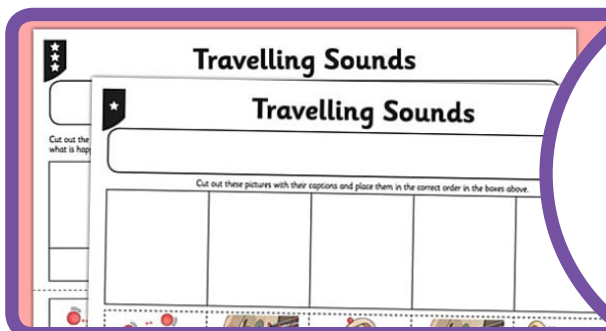 Travelling Sounds
Travelling Sounds
Cut out the
what is hap
Cut out these pictures with their captions and place them in the correct order in the boxes above.